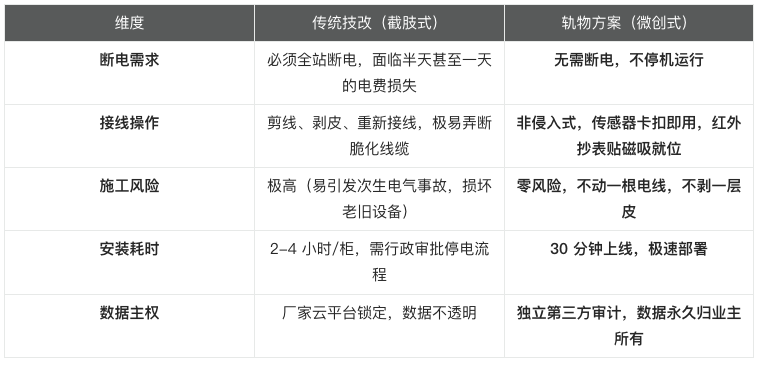 维度 传统技改（截肢式） 轨物方案（微创式）
断电需求 必须全站断电，面临半天甚至一天的电费损失 无需断电，不停机运行
接线操作 剪线、剥皮、重新接线，极易弄断脆化线缆 非侵入式，传感器卡扣即用，红外抄表贴磁吸就位
施工风险 极高（易引发次生电气事故，损坏老旧设备） 零风险，不动一根电线，不剥一层皮
安装耗时 2-4 小时/柜，需行政审批停电流程 30 分钟上线，极速部署
数据主权 厂家云平台锁定，数据不透明 独立第三方审计，数据永久归业主所有